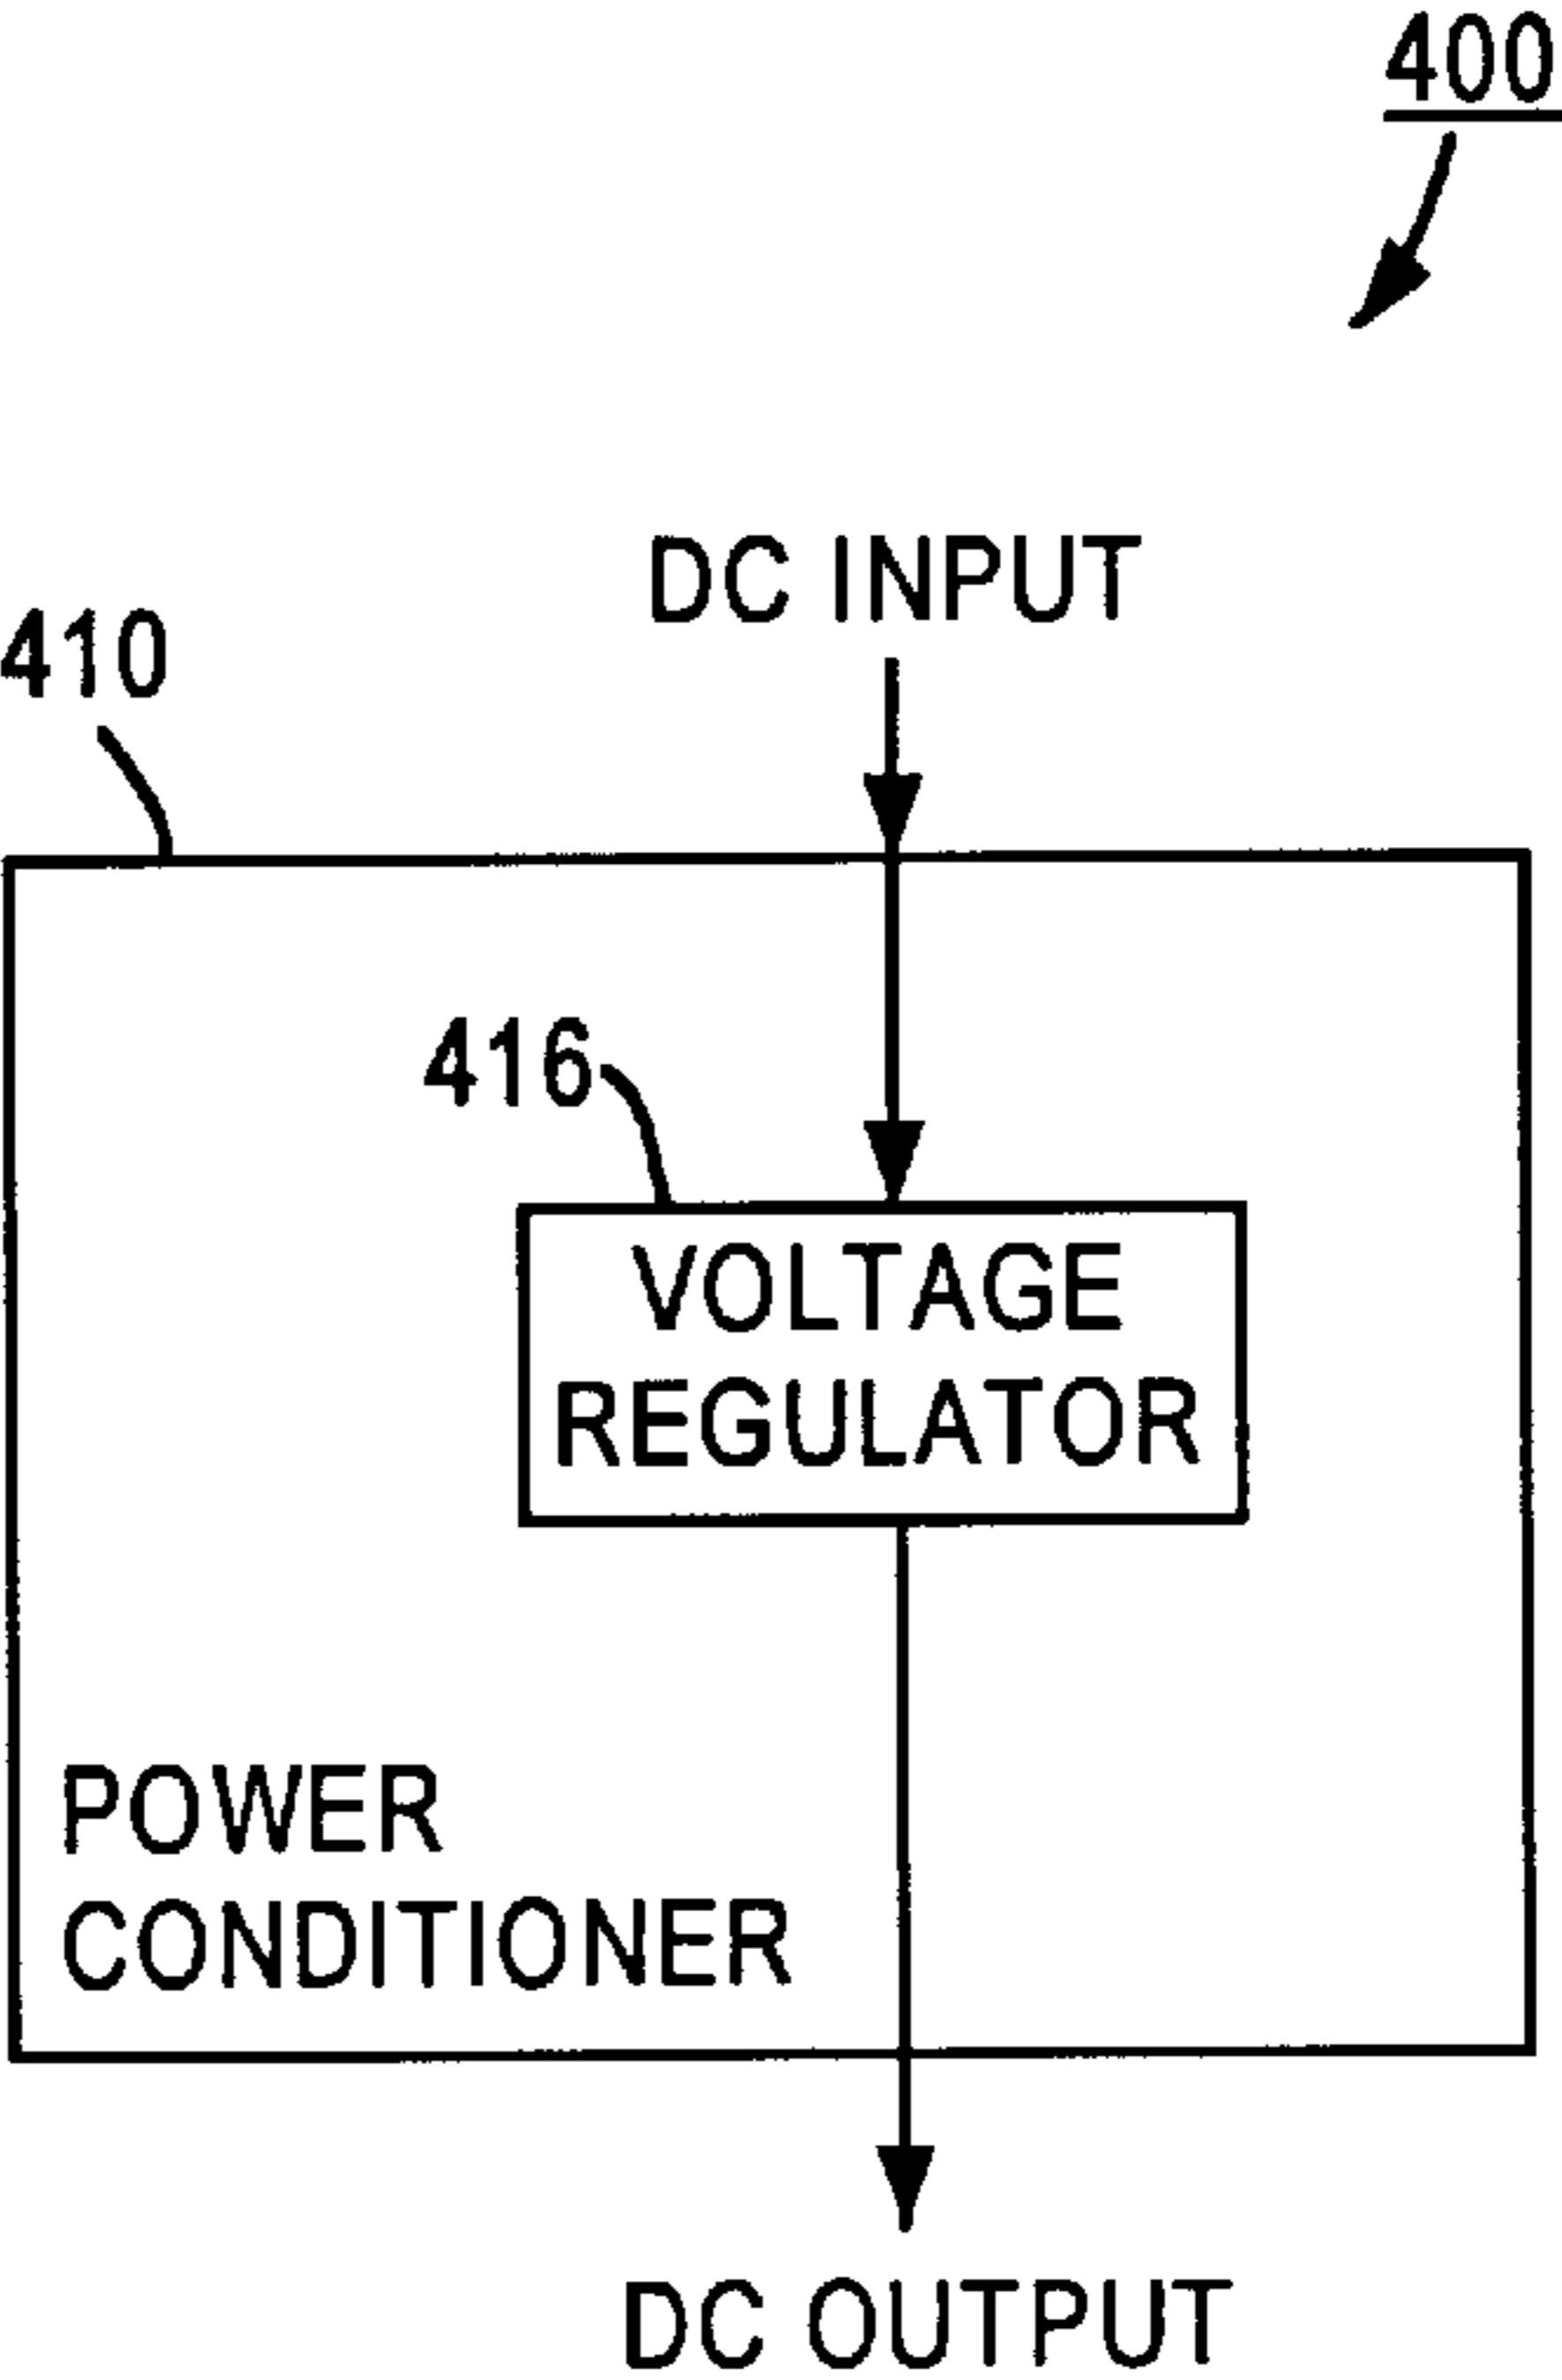 400
DC INPUT
410
416
VOLTAGE
REGULATOR
POWER
CONDITIONER
DC OUTPUT